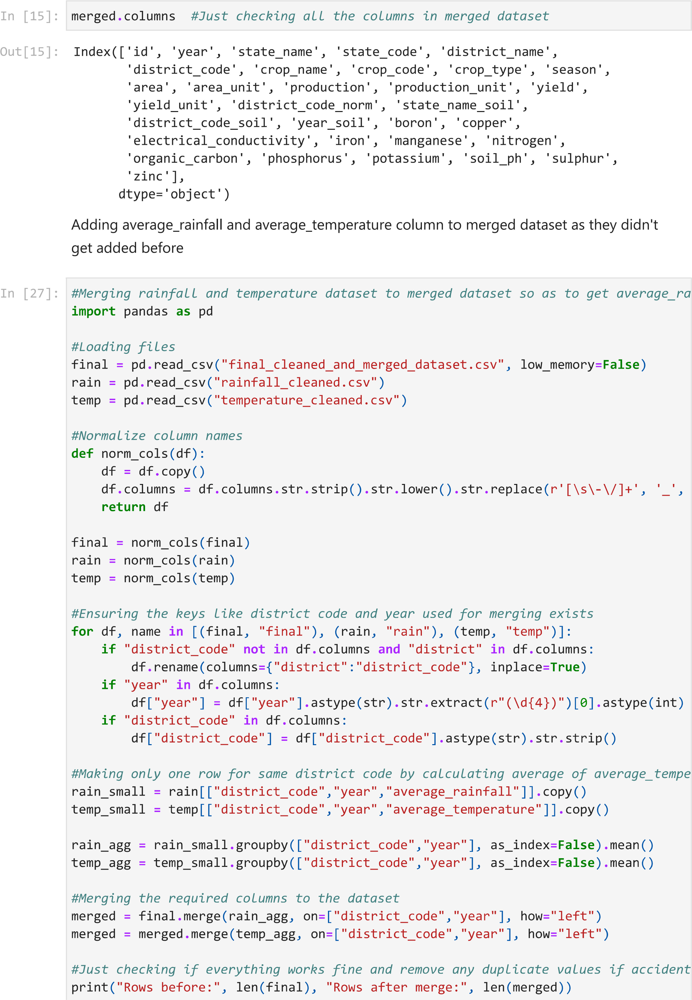 In [15]: merged.columns  #Just checking all the columns in merged dataset
Out[15]: Index(['id', 'year', 'state_name', 'state_code', 'district_name',
'district_code', 'crop_name', 'crop_code', 'crop_type', 'season',
'area', 'area_unit', 'production', 'production_unit', 'yield',
'yield_unit', 'district_code_norm', 'state_name_soil',
'district_code_soil', 'year_soil', 'boron', 'copper',
'electrical_conductivity', 'iron', 'manganese', 'nitrogen',
'organic_carbon', 'phosphorus', 'potassium', 'soil_ph', 'sulphur',
'zinc'],
dtype='object')
Adding average_rainfall and average_temperature column to merged dataset as they didn't
get added before
In [27]: #Merging rainfall and temperature dataset to merged dataset so as to get average_ra
import pandas as pd
#Loading files
final = pd.read_csv("final_cleaned_and_merged_dataset.csv", low_memory=False)
rain = pd.read_csv("rainfall_cleaned.csv")
temp = pd.read_csv("temperature_cleaned.csv")
#Normalize column names
def norm_cols(df):
    df = df.copy()
    df.columns = df.columns.str.strip().str.lower().str.replace(r'[\s\-\/]+', '_',
    return df
final = norm_cols(final)
rain = norm_cols(rain)
temp = norm_cols(temp)
#Ensuring the keys like district code and year used for merging exists
for df, name in [(final, "final"), (rain, "rain"), (temp, "temp")]:
    if "district_code" not in df.columns and "district" in df.columns:
        df.rename(columns={"district":"district_code"}, inplace=True)
    if "year" in df.columns:
        df["year"] = df["year"].astype(str).str.extract(r"(\d{4})")[0].astype(int)
    if "district_code" in df.columns:
        df["district_code"] = df["district_code"].astype(str).str.strip()
#Making only one row for same district code by calculating average of average_tempe
rain_small = rain[["district_code","year","average_rainfall"]].copy()
temp_small = temp[["district_code","year","average_temperature"]].copy()
rain_agg = rain_small.groupby(["district_code","year"], as_index=False).mean()
temp_agg = temp_small.groupby(["district_code","year"], as_index=False).mean()
#Merging the required columns to the dataset
merged = final.merge(rain_agg, on=["district_code","year"], how="left")
merged = merged.merge(temp_agg, on=["district_code","year"], how="left")
#Just checking if everything works fine and remove any duplicate values if accident
print("Rows before:", len(final), "Rows after merge:", len(merged))